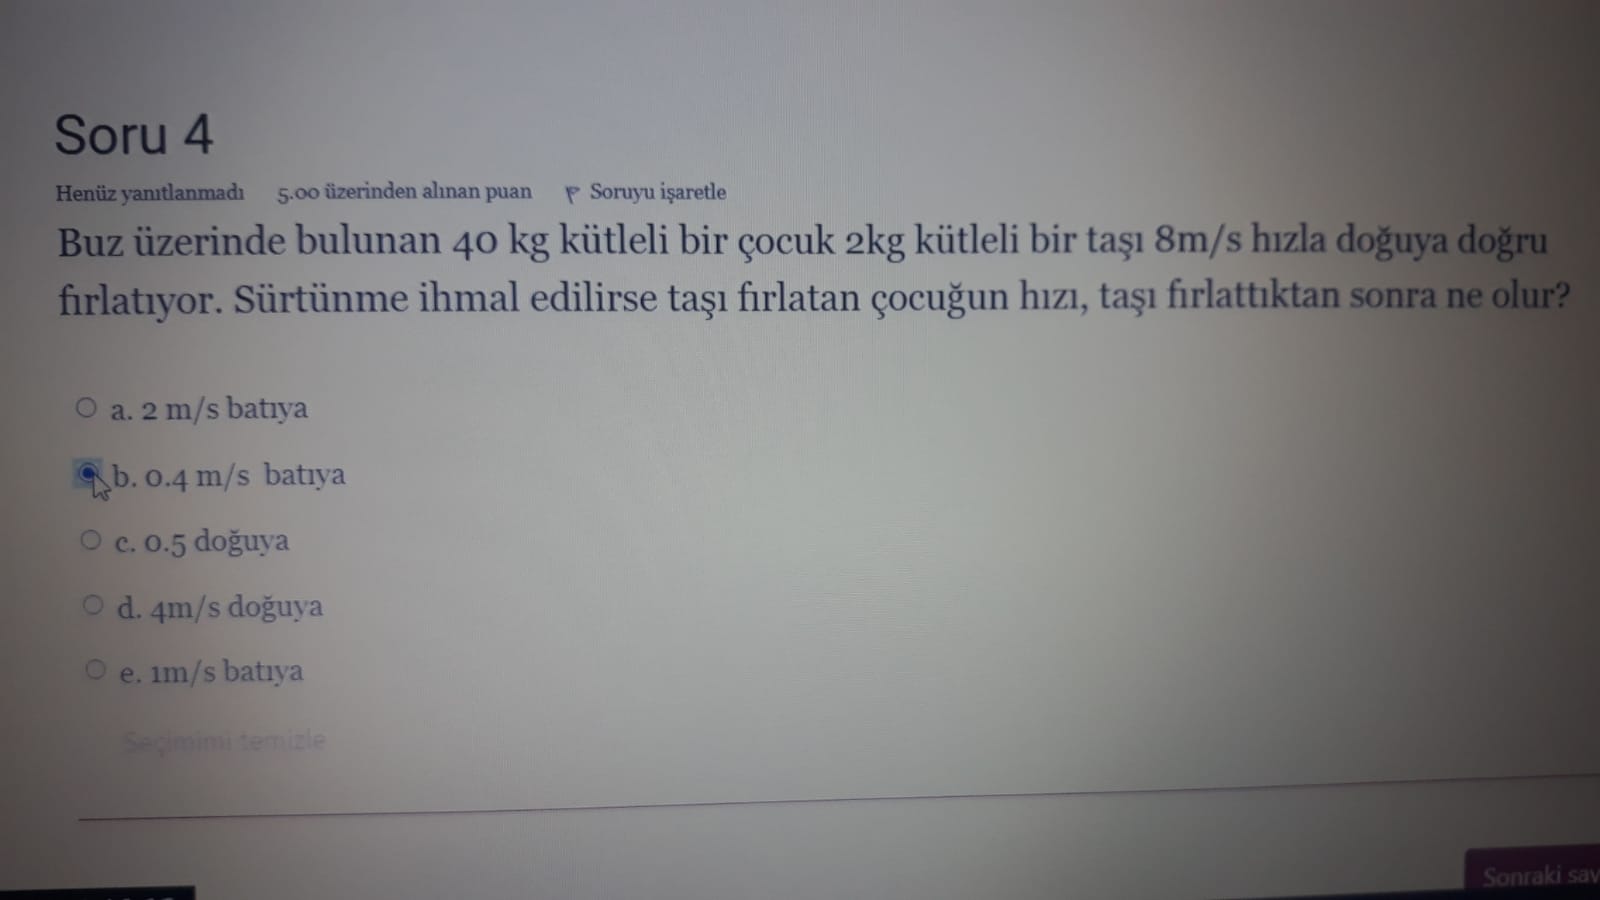 Soru 4
Henüz yanıtlanmadı 5.00 üzerinden alınan puan Soruyu işaretle
Buz üzerinde bulunan 40 kg kütleli bir çocuk 2kg kütleli bir taşı 8m/s hızla doğuya doğru
fırlatıyor. Sürtünme ihmal edilirse taşı fırlatan çocuğun hızı, taşı fırlattıktan sonra ne olur?
a. 2 m/s batıya
b. 0.4 m/s batıya
c. 0.5 doğuya
d. 4m/s doğuya
e. 1m/s batıya
Seçimimi temizle
Sonraki say